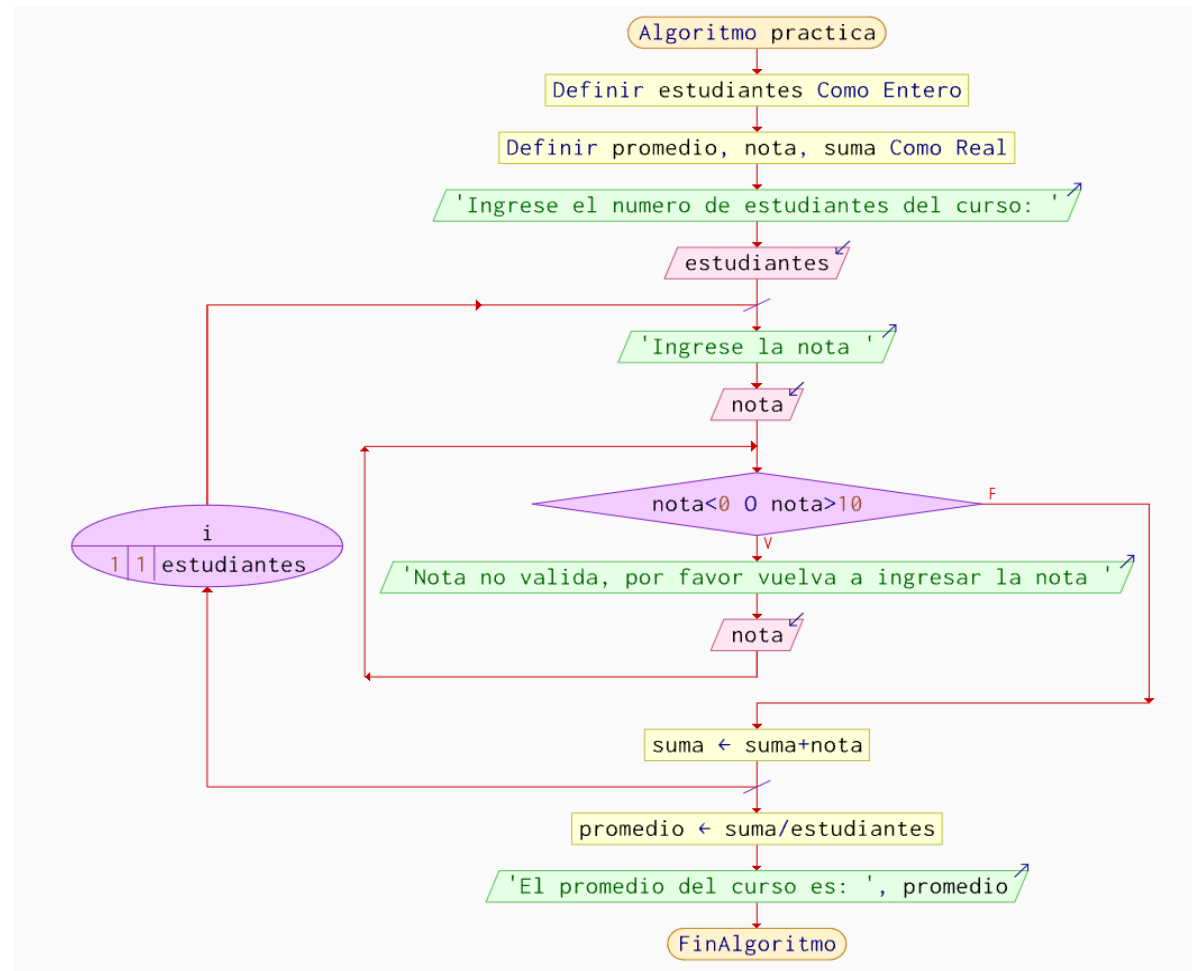 Algoritmo practica
Definir estudiantes Como Entero
Definir promedio, nota, suma Como Real
'Ingrese el numero de estudiantes del curso: '
estudiantes
'Ingrese la nota '
nota
nota<0 O nota>10
F
V
i
1 1 estudiantes
'Nota no valida, por favor vuelva a ingresar la nota '
nota
suma ← suma+nota
promedio ← suma/estudiantes
'El promedio del curso es: ', promedio
FinAlgoritmo